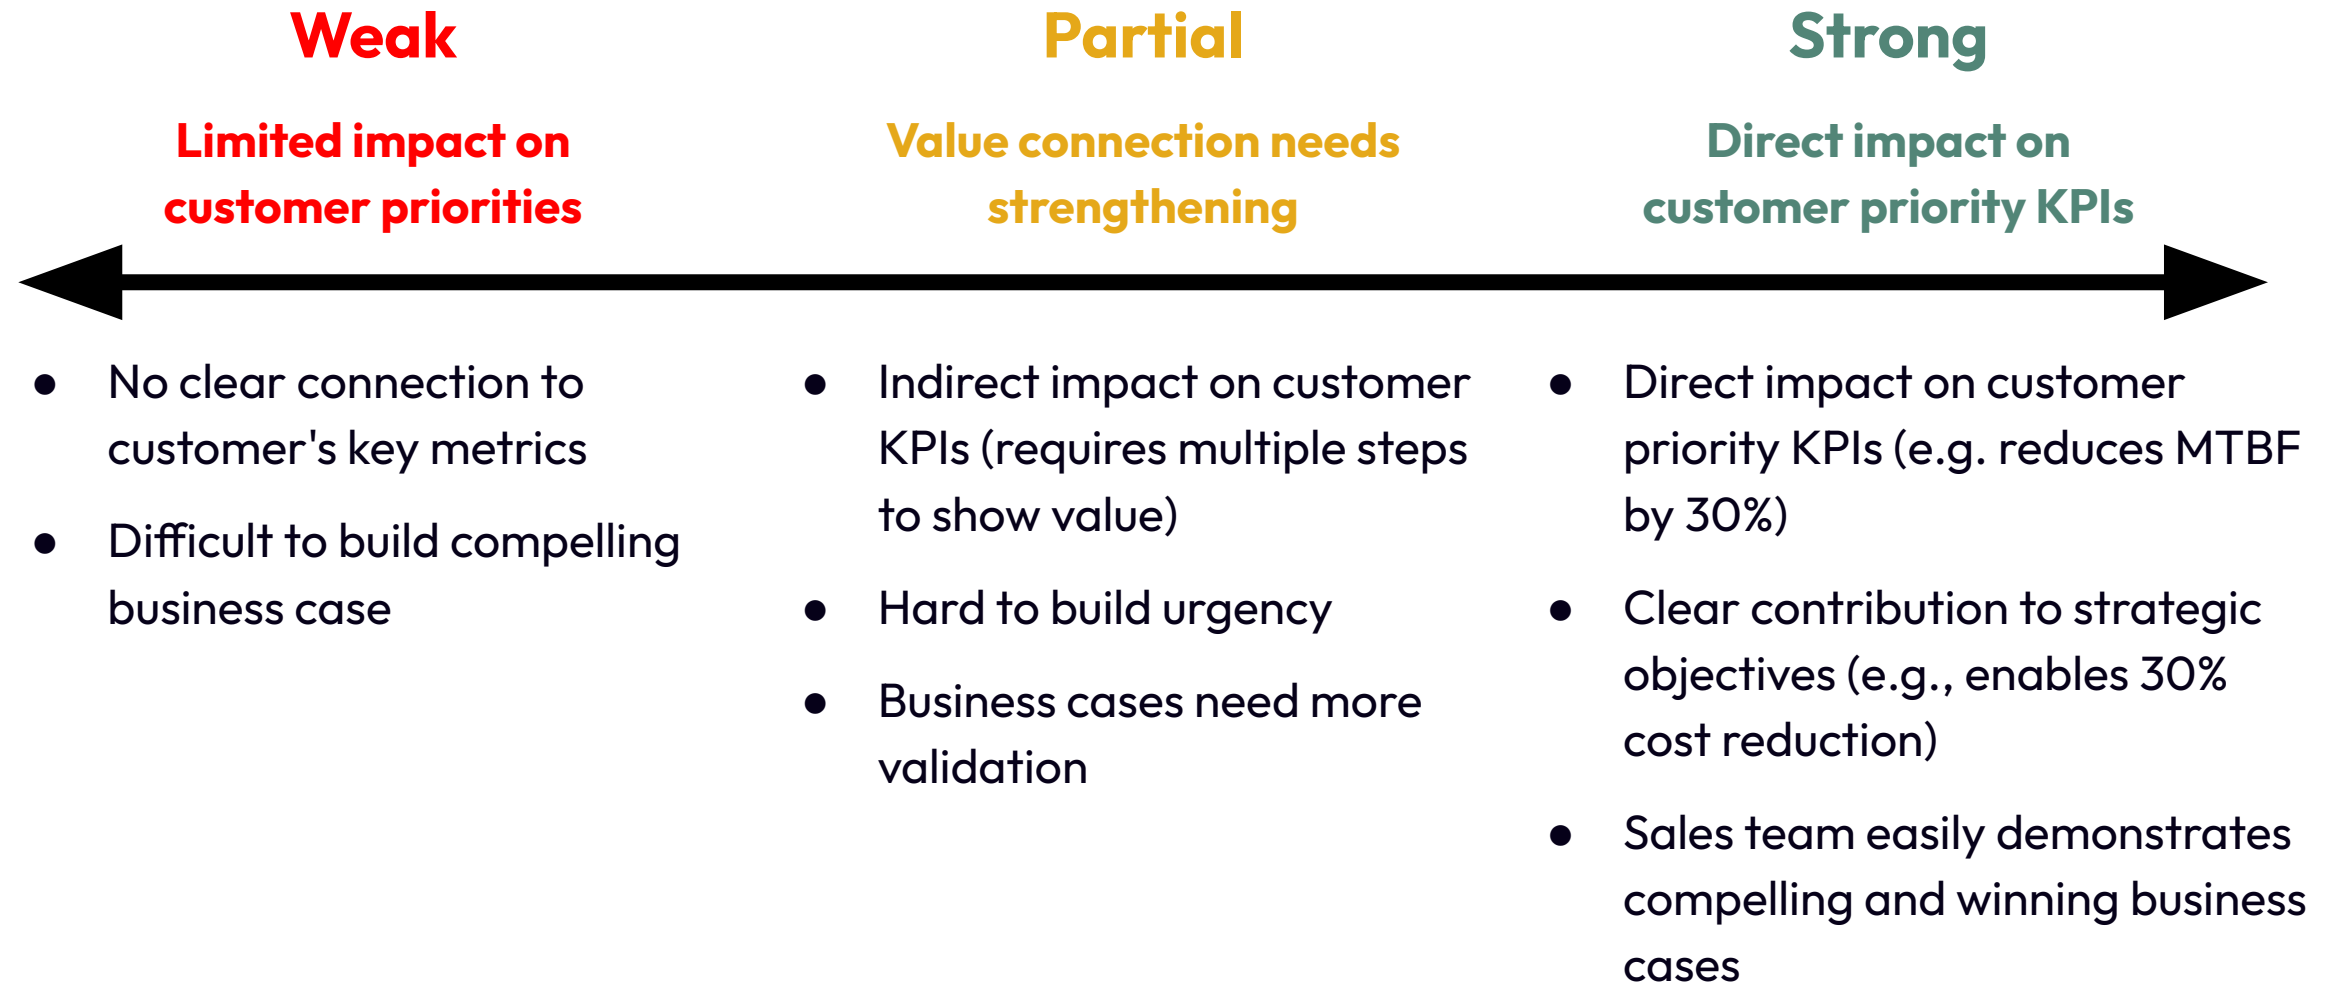 Weak
Limited impact on
customer priorities
● No clear connection to
customer's key metrics
● Difficult to build compelling
business case
Partial
Value connection needs
strengthening
● Indirect impact on customer
KPIs (requires multiple steps
to show value)
● Hard to build urgency
● Business cases need more
validation
Strong
Direct impact on
customer priority KPIs
● Direct impact on customer
priority KPIs (e.g. reduces MTBF
by 30%)
● Clear contribution to strategic
objectives (e.g., enables 30%
cost reduction)
● Sales team easily demonstrates
compelling and winning business
cases